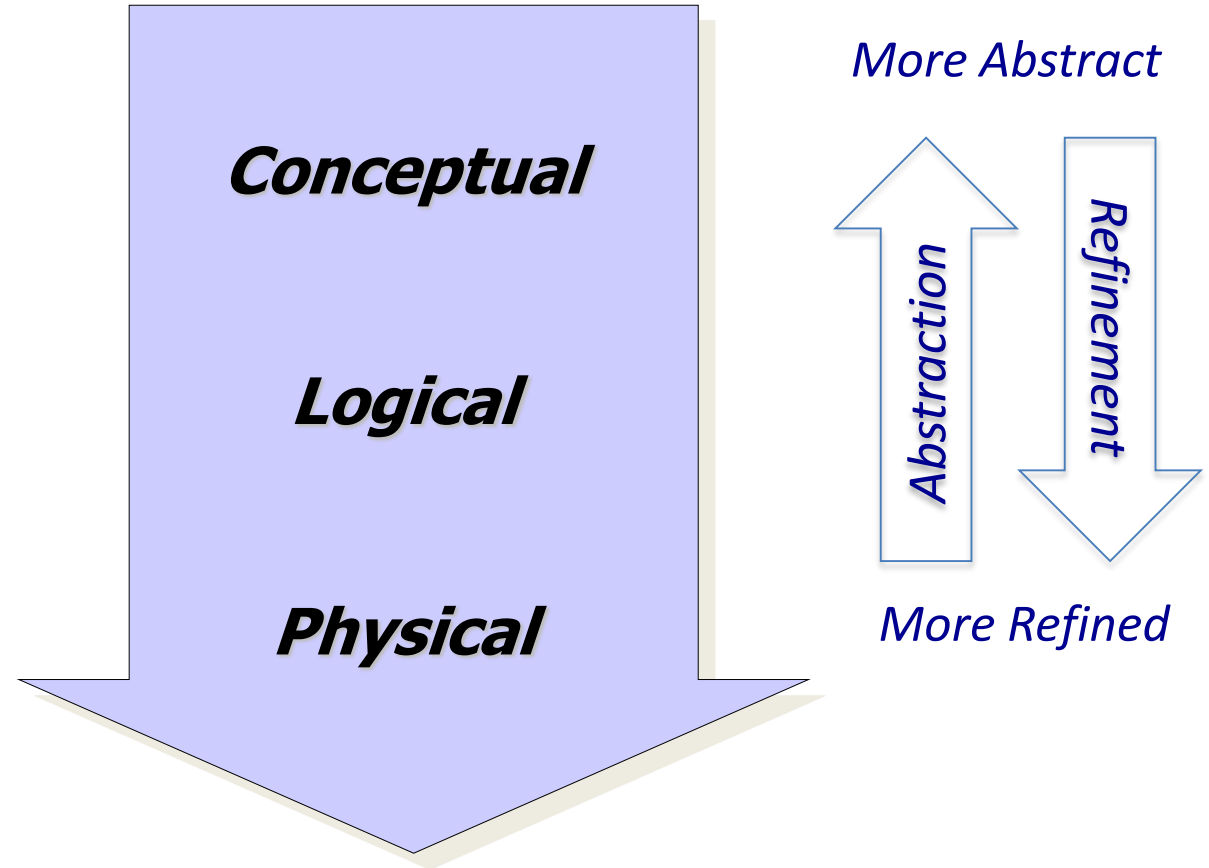 Conceptual
Logical
Physical
More Abstract
Abstraction
Refinement
More Refined